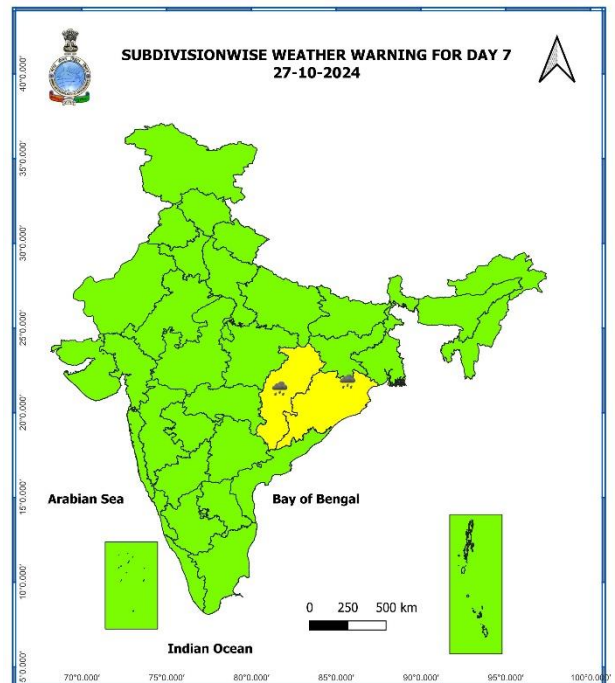 SUBDIVISIONWISE WEATHER WARNING FOR DAY 7
27-10-2024
40°0.000'
35°0.000'
30°0.000'
25°0.000'
20°0.000'
15°0.000'
10°0.000'
5°0.000'
Arabian Sea
Bay of Bengal
0 250 500 km
Indian Ocean
70°0.000' 75°0.000' 80°0.000' 85°0.000' 90°0.000' 95°0.000'